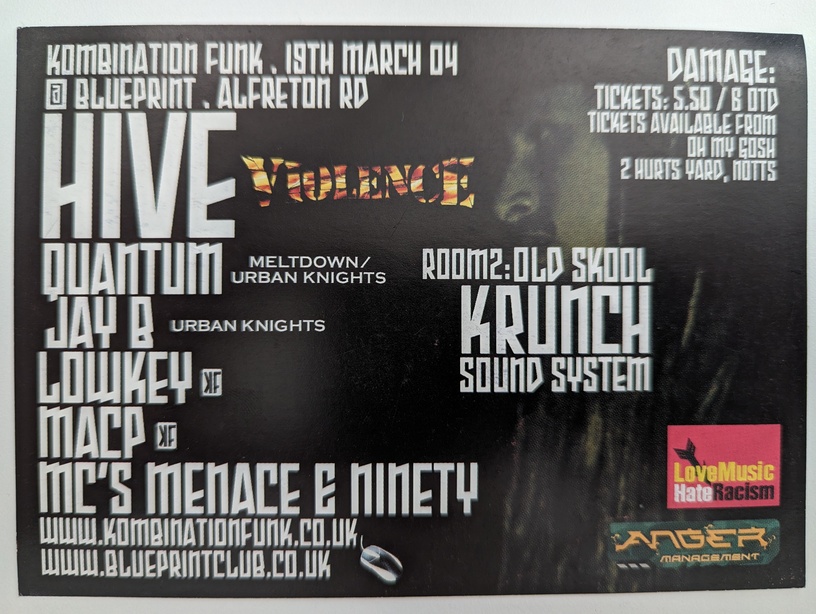 KOMBINATION FUNK . 19TH MARCH 04
@ BLUEPRINT . ALFRETON RD
HIVE VIOLENCE
QUANTUM MELTDOWN/
URBAN KNIGHTS
JAY B URBAN KNIGHTS
LOWKEY KF
MACP KF
MC'S MENACE & NINETY
WWW.KOMBINATIONFUNK.CO.UK
WWW.BLUEPRINTCLUB.CO.UK
DAMAGE:
TICKETS: 5.50 / 6 OTD
TICKETS AVAILABLE FROM
OH MY GOSH
2 HURTS YARD, NOTTS
ROOM2:OLD SKOOL
KRUNCH
SOUND SYSTEM
LoveMusic
HateRacism
ANGER
MANAGEMENT